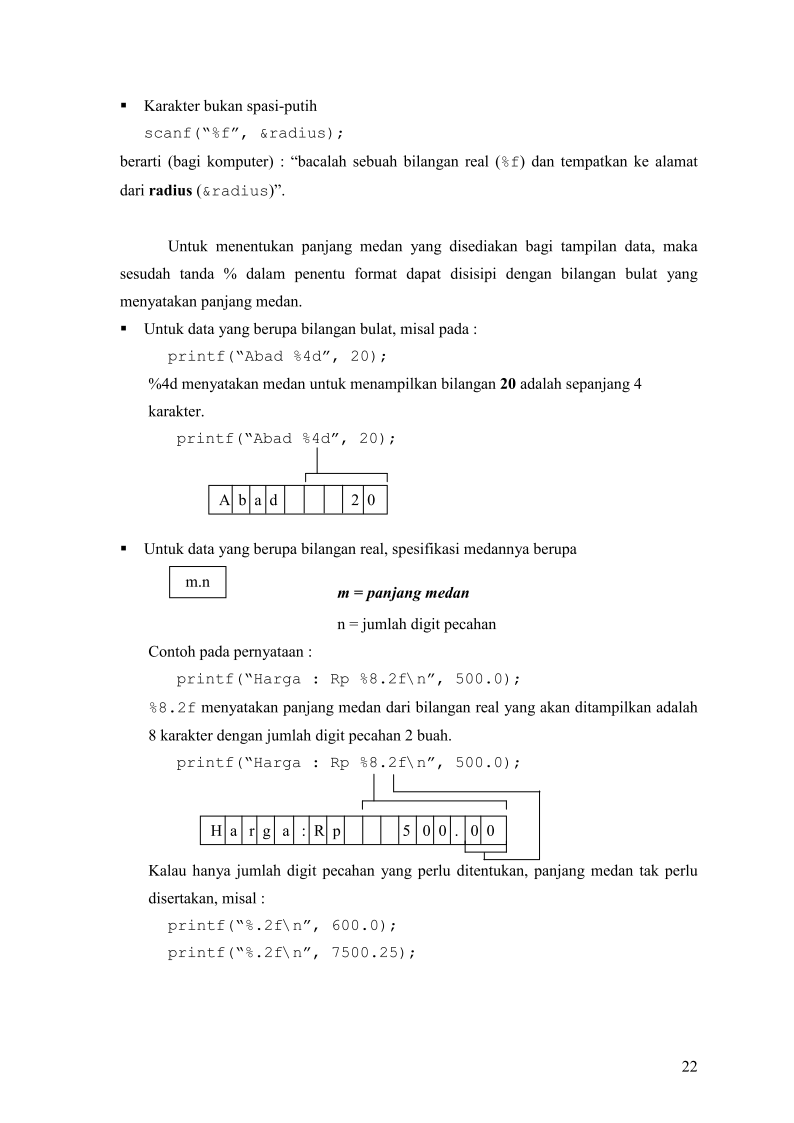 ▪ Karakter bukan spasi-putih
scanf(“%f”, &radius);
berarti (bagi komputer) : “bacalah sebuah bilangan real (%f) dan tempatkan ke alamat
dari radius (&radius)”.
Untuk menentukan panjang medan yang disediakan bagi tampilan data, maka
sesudah tanda % dalam penentu format dapat disisipi dengan bilangan bulat yang
menyatakan panjang medan.
▪ Untuk data yang berupa bilangan bulat, misal pada :
printf(“Abad %4d”, 20);
%4d menyatakan medan untuk menampilkan bilangan 20 adalah sepanjang 4
karakter.
printf(“Abad %4d”, 20);
A b a d 2 0
▪ Untuk data yang berupa bilangan real, spesifikasi medannya berupa
m.n
m = panjang medan
n = jumlah digit pecahan
Contoh pada pernyataan :
printf(“Harga : Rp %8.2f\n”, 500.0);
%8.2f menyatakan panjang medan dari bilangan real yang akan ditampilkan adalah
8 karakter dengan jumlah digit pecahan 2 buah.
printf(“Harga : Rp %8.2f\n”, 500.0);
H a r g a : R p 5 0 0 . 0 0
Kalau hanya jumlah digit pecahan yang perlu ditentukan, panjang medan tak perlu
disertakan, misal :
printf(“%.2f\n”, 600.0);
printf(“%.2f\n”, 7500.25);
22